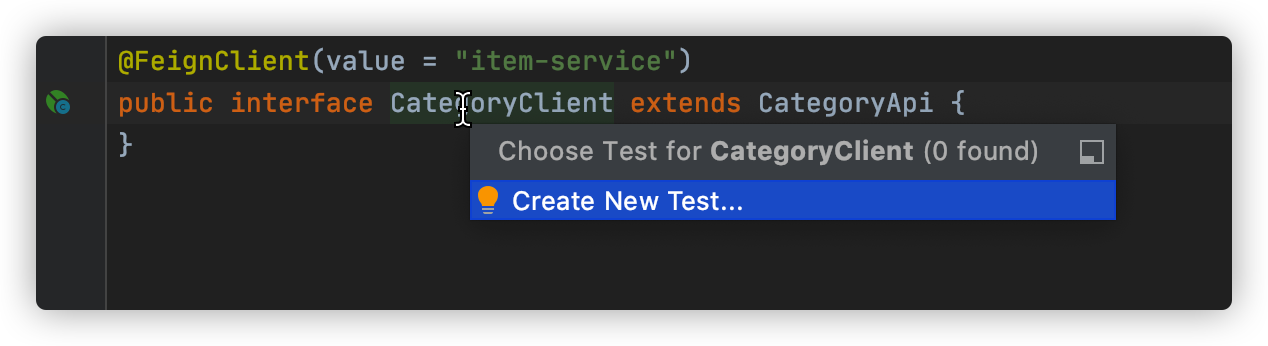 @FeignClient(value = "item-service")
public interface CategoryClient extends CategoryApi {
}
Choose Test for CategoryClient (0 found)
Create New Test...